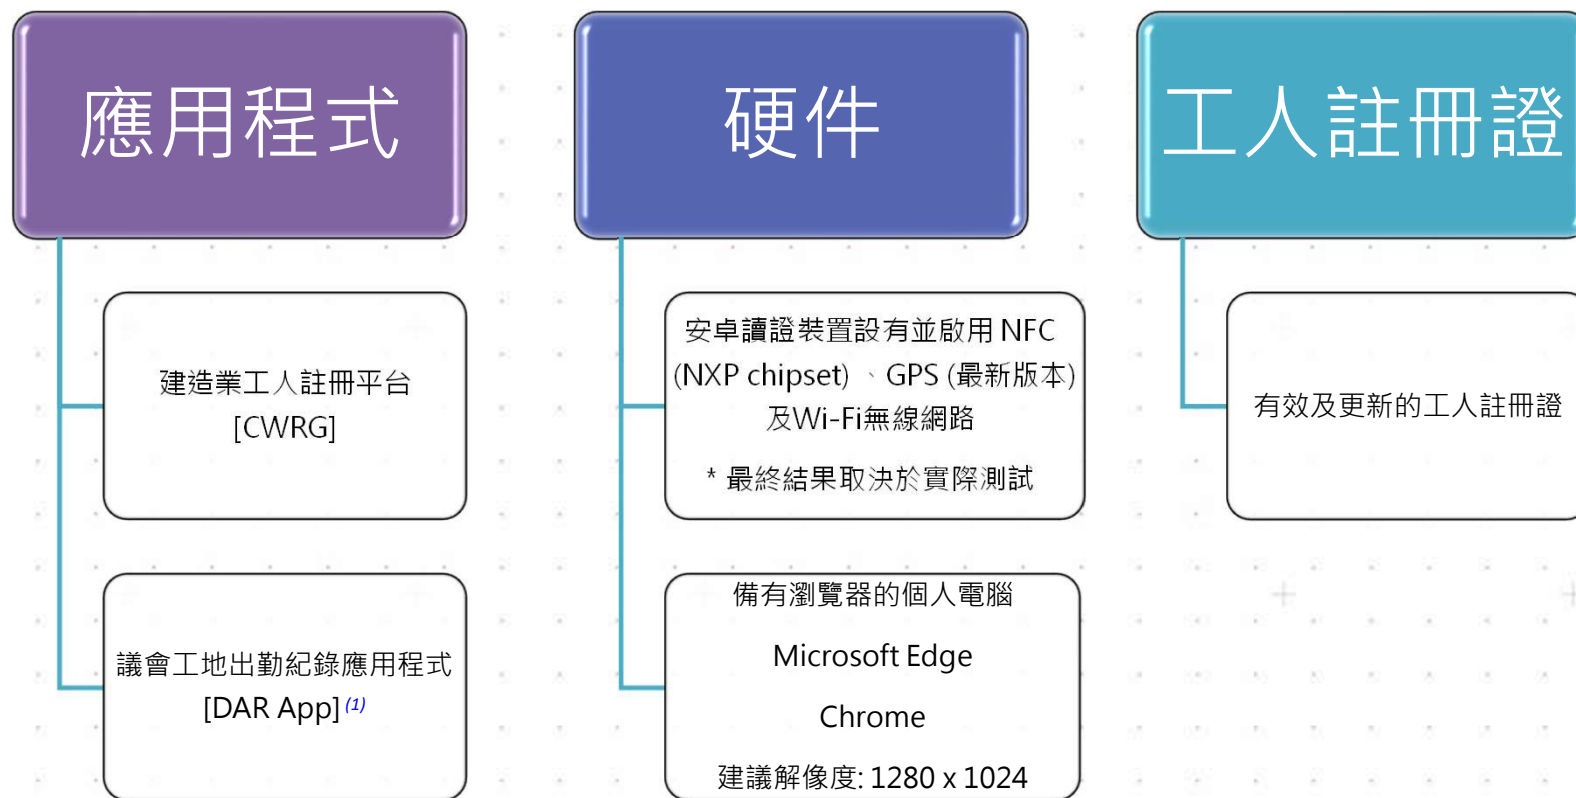 應用程式
建造業工人註冊平台
[CWRG]
議會工地出勤紀錄應用程式
[DAR App] (1)
硬件
安卓讀證裝置設有並啟用 NFC
(NXP chipset) 、GPS (最新版本)
及Wi-Fi無線網路
* 最終結果取決於實際測試
備有瀏覽器的個人電腦
Microsoft Edge
Chrome
建議解像度: 1280 x 1024
工人註冊證
有效及更新的工人註冊證